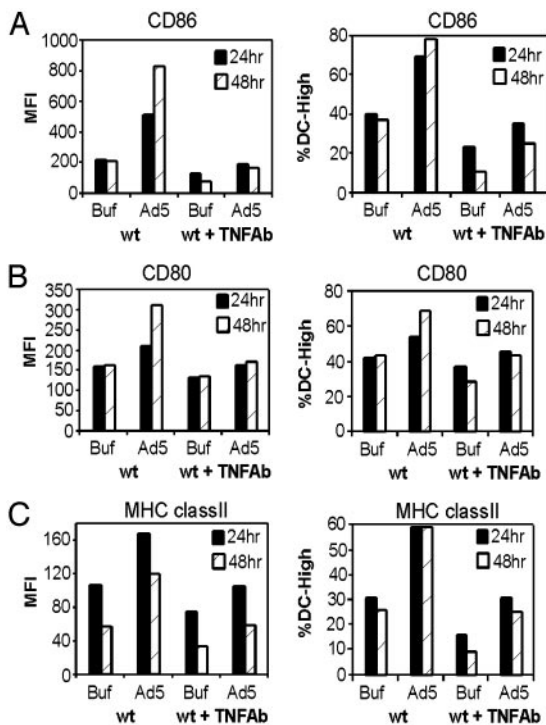 A
CD86
MFI
1000
800
600
400
200
0
24hr
48hr
Buf Ad5 Buf Ad5
wt wt + TNFAb
CD86
%DC-High
80
60
40
20
0
24hr
48hr
Buf Ad5 Buf Ad5
wt wt + TNFAb
B
CD80
MFI
350
300
250
200
150
100
50
0
24hr
48hr
Buf Ad5 Buf Ad5
wt wt + TNFAb
CD80
%DC-High
80
60
40
20
0
24hr
48hr
Buf Ad5 Buf Ad5
wt wt + TNFAb
C
MHC classII
MFI
160
120
80
40
0
24hr
48hr
Buf Ad5 Buf Ad5
wt wt + TNFAb
MHC classII
%DC-High
60
50
40
30
20
10
0
24hr
48hr
Buf Ad5 Buf Ad5
wt wt + TNFAb